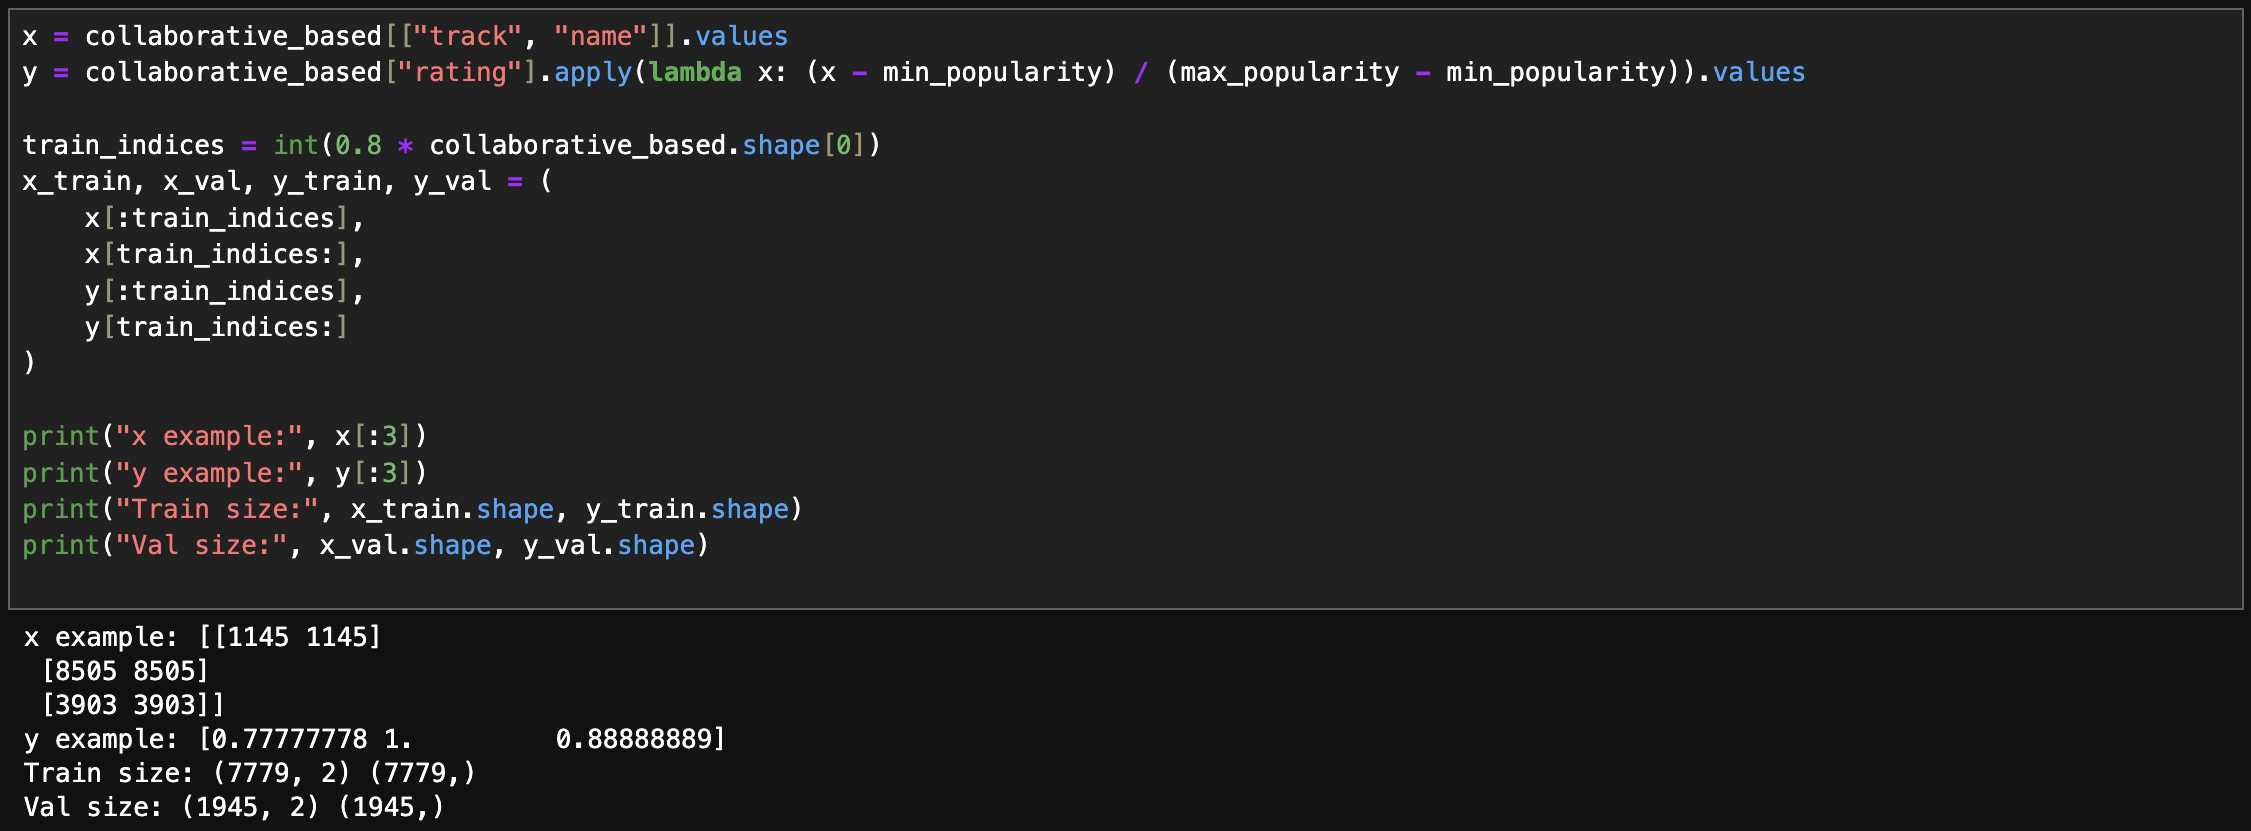 x = collaborative_based[["track", "name"]].values
y = collaborative_based["rating"].apply(lambda x: (x - min_popularity) / (max_popularity - min_popularity)).values

train_indices = int(0.8 * collaborative_based.shape[0])
x_train, x_val, y_train, y_val = (
    x[:train_indices],
    x[train_indices:],
    y[:train_indices],
    y[train_indices:]
)

print("x example:", x[:3])
print("y example:", y[:3])
print("Train size:", x_train.shape, y_train.shape)
print("Val size:", x_val.shape, y_val.shape)

x example: [[1145 1145]
 [8505 8505]
 [3903 3903]]
y example: [0.77777778 1.         0.88888889]
Train size: (7779, 2) (7779,)
Val size: (1945, 2) (1945,)